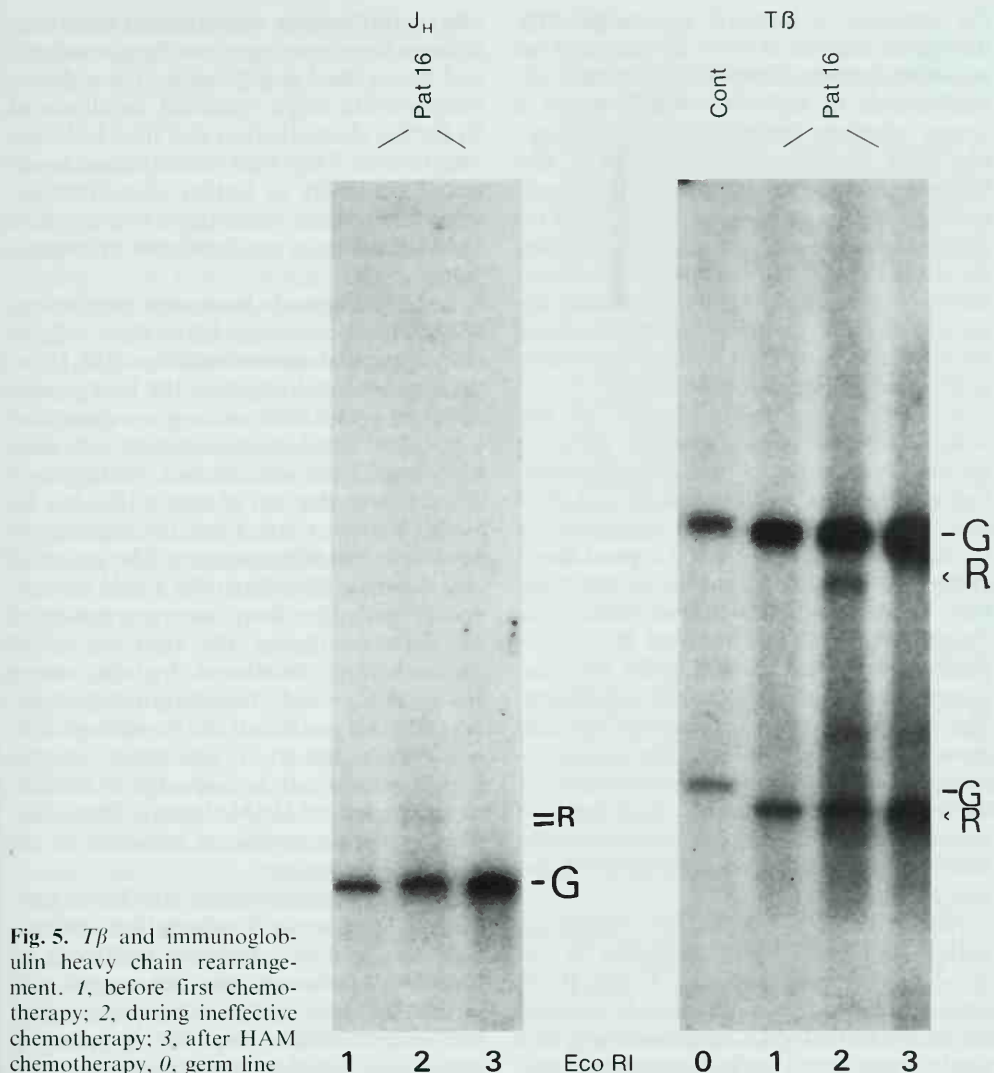 J_H
Tß
Pat 16
Cont
Pat 16
-G
‹ R
=R
-G
‹ R
-G
Fig. 5. Tβ and immunoglob-
ulin heavy chain rearrange-
ment. 1, before first chemo-
therapy; 2, during ineffective
chemotherapy; 3, after HAM
chemotherapy, 0, germ line
1 2 3 Eco RI 0 1 2 3